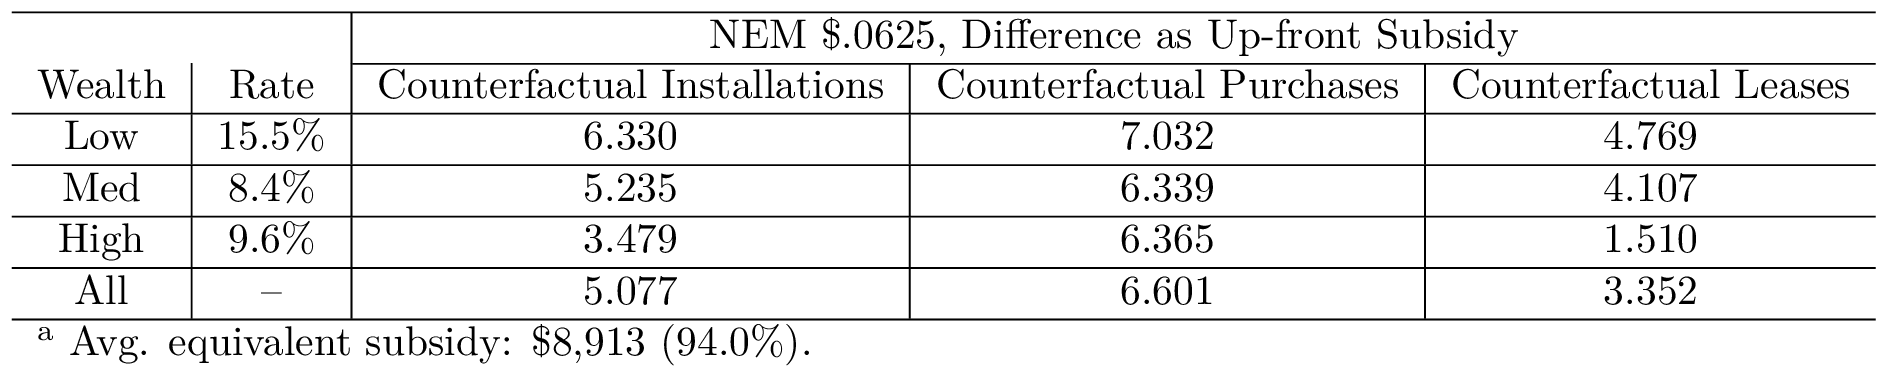 NEM $.0625, Difference as Up-front Subsidy
Wealth Rate Counterfactual Installations Counterfactual Purchases Counterfactual Leases
Low 15.5% 6.330 7.032 4.769
Med 8.4% 5.235 6.339 4.107
High 9.6% 3.479 6.365 1.510
All – 5.077 6.601 3.352
a Avg. equivalent subsidy: $8,913 (94.0%).